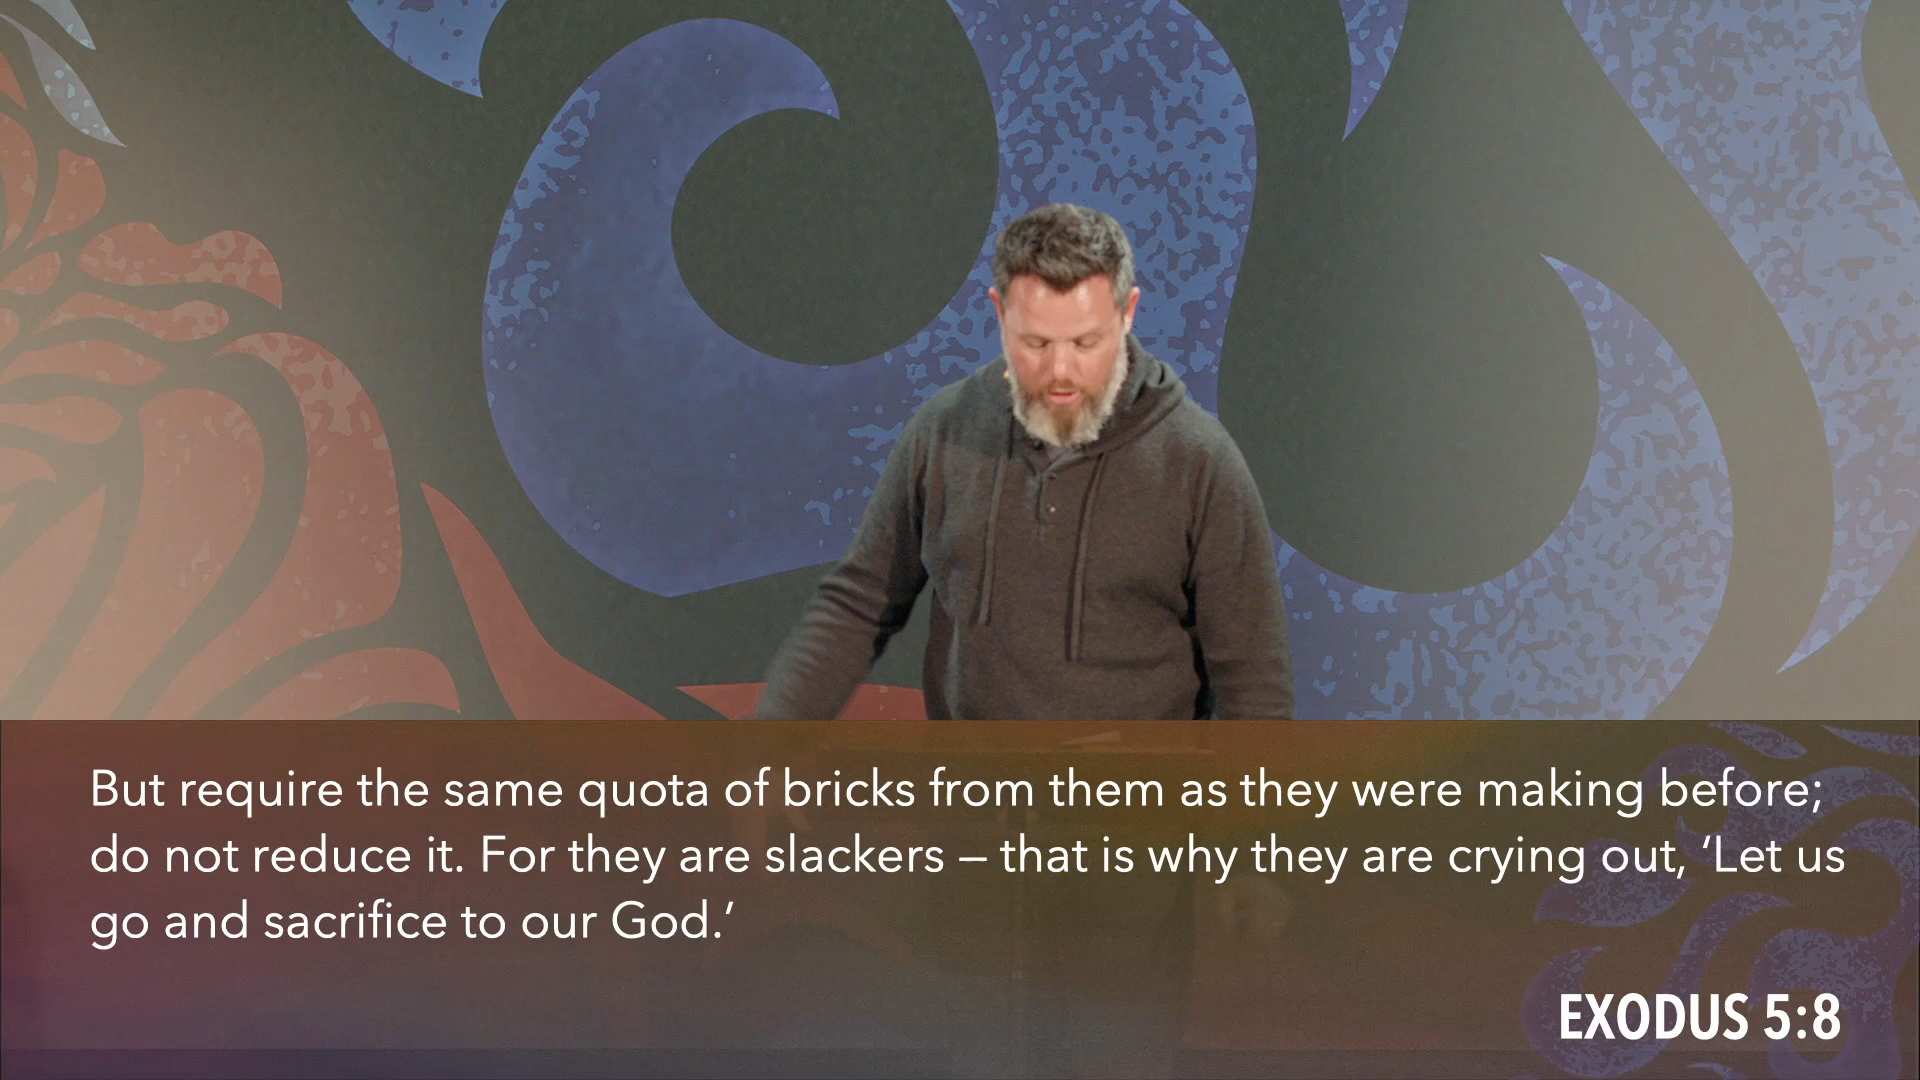 But require the same quota of bricks from them as they were making before;
do not reduce it. For they are slackers – that is why they are crying out, ‘Let us
go and sacrifice to our God.’
EXODUS 5:8